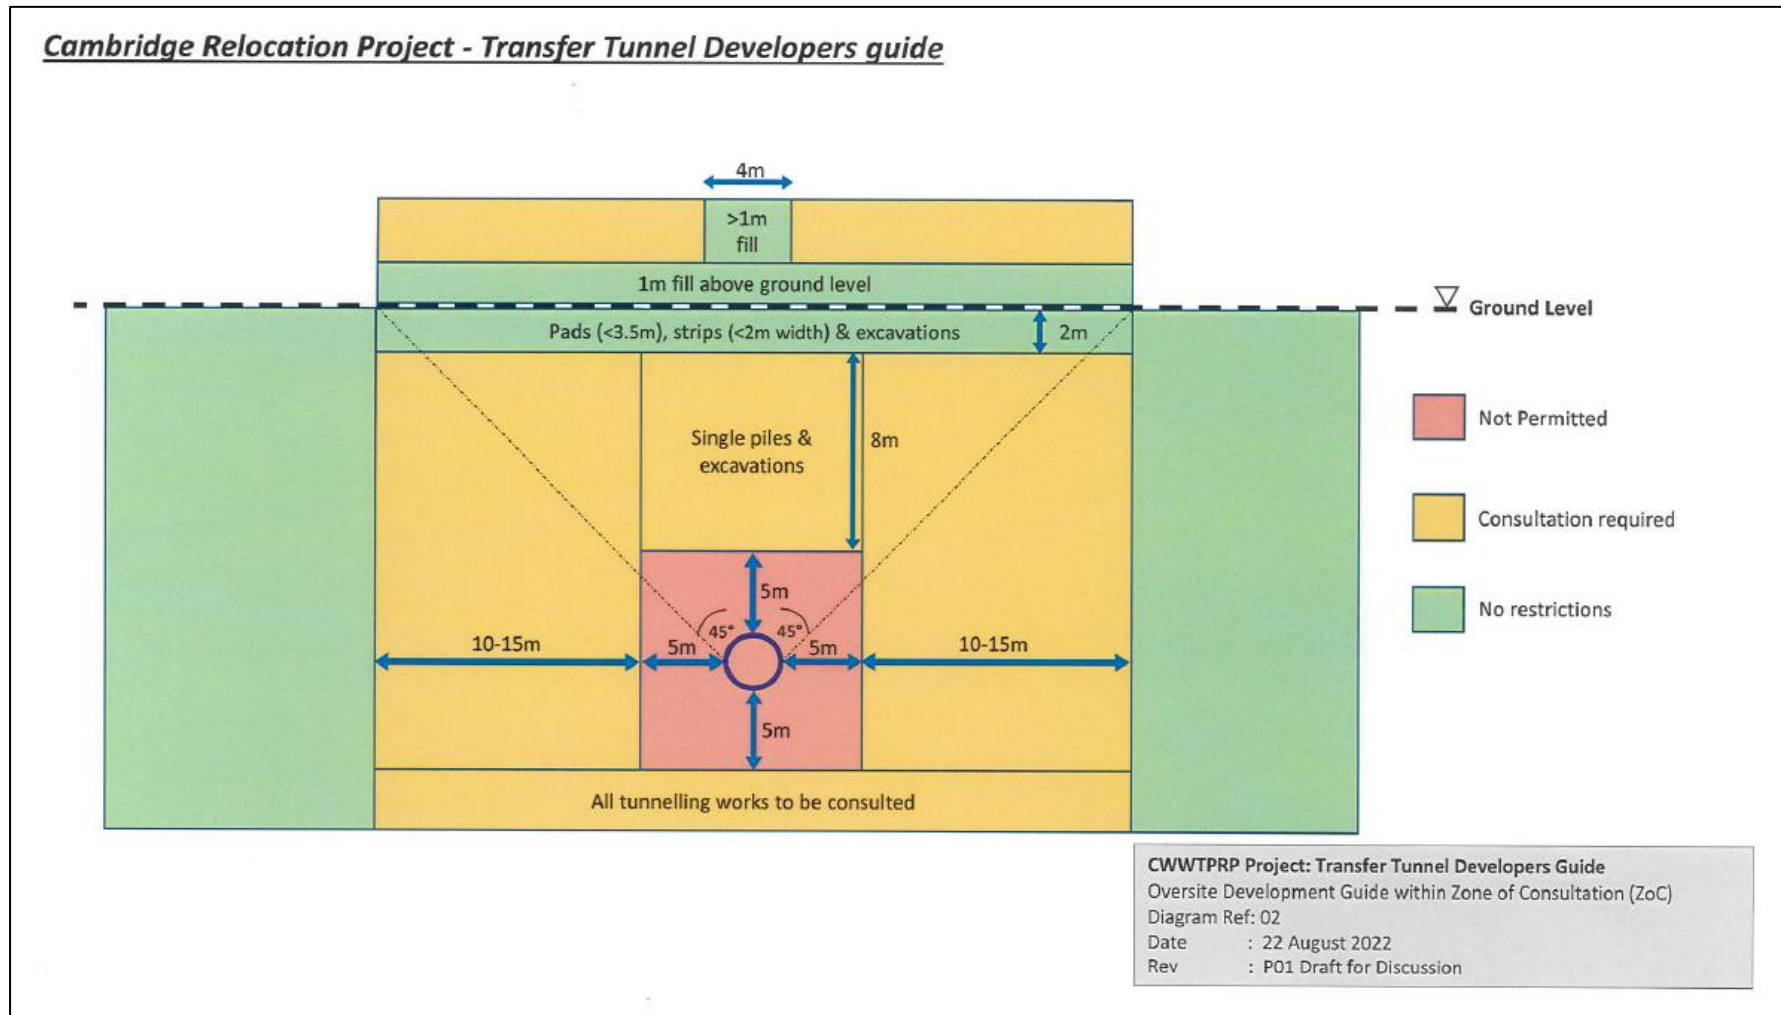 Cambridge Relocation Project - Transfer Tunnel Developers guide
4m
>1m
fill
1m fill above ground level
Ground Level
Pads (<3.5m), strips (<2m width) & excavations
2m
Single piles &
excavations
8m
Not Permitted
Consultation required
No restrictions
5m
45°
45°
10-15m
5m
5m
10-15m
5m
All tunnelling works to be consulted
CWWTPRP Project: Transfer Tunnel Developers Guide
Oversite Development Guide within Zone of Consultation (ZoC)
Diagram Ref: 02
Date : 22 August 2022
Rev : P01 Draft for Discussion